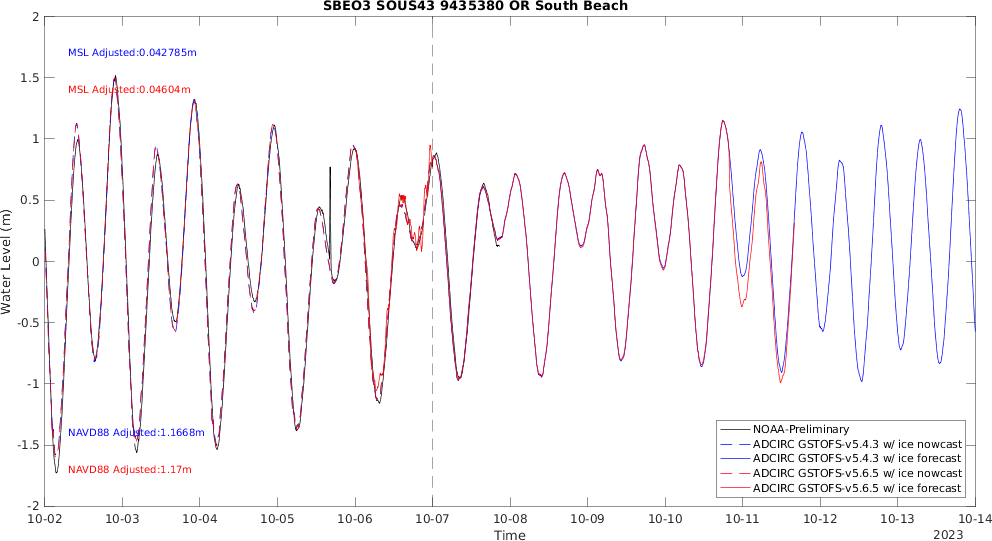 SBEO3 SOUS43 9435380 OR South Beach
Water Level (m)
2
1.5
1
0.5
0
-0.5
-1
-1.5
-2
MSL Adjusted:0.042785m
MSL Adjusted:0.04604m
NAVD88 Adjusted:1.1668m
NAVD88 Adjusted:1.17m
NOAA-Preliminary
ADCIRC GSTOFS-v5.4.3 w/ ice nowcast
ADCIRC GSTOFS-v5.4.3 w/ ice forecast
ADCIRC GSTOFS-v5.6.5 w/ ice nowcast
ADCIRC GSTOFS-v5.6.5 w/ ice forecast
10-02 10-03 10-04 10-05 10-06 10-07 10-08 10-09 10-10 10-11 10-12 10-13 10-14
Time
2023